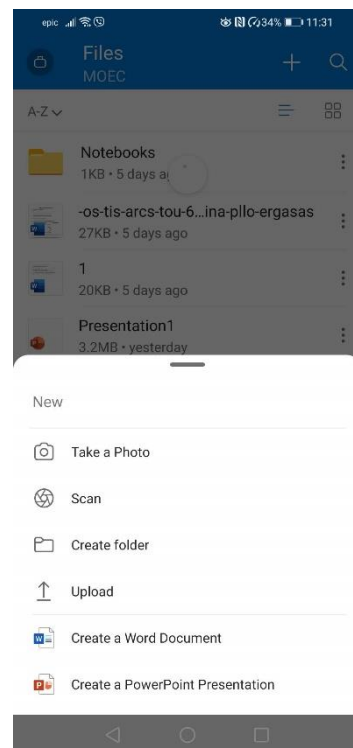 epic 34% 11:31
Files
MOEC
A-Z
Notebooks
1KB • 5 days a
-os-tis-arcs-tou-6...ina-pllo-ergasas
27KB • 5 days ago
1
20KB • 5 days ago
Presentation1
3.2MB • yesterday
New
Take a Photo
Scan
Create folder
Upload
Create a Word Document
Create a PowerPoint Presentation